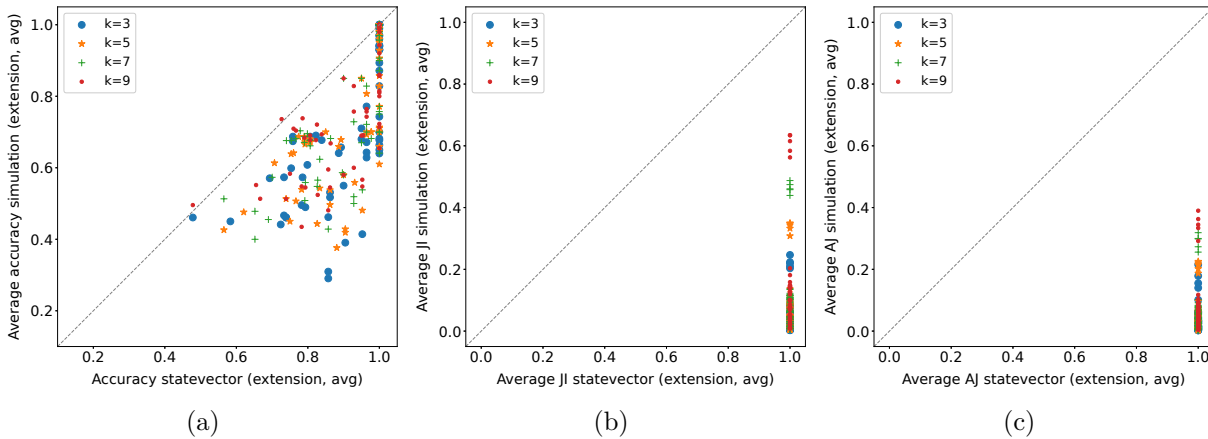 Average accuracy simulation (extension, avg)
1.0
0.8
0.6
0.4
0.2
k=3
k=5
k=7
k=9
0.2 0.4 0.6 0.8 1.0
Accuracy statevector (extension, avg)
(a)
Average JI simulation (extension, avg)
1.0
0.8
0.6
0.4
0.2
0.0
k=3
k=5
k=7
k=9
0.0 0.2 0.4 0.6 0.8 1.0
Average JI statevector (extension, avg)
(b)
Average AJ simulation (extension, avg)
1.0
0.8
0.6
0.4
0.2
0.0
k=3
k=5
k=7
k=9
0.0 0.2 0.4 0.6 0.8 1.0
Average AJ statevector (extension, avg)
(c)